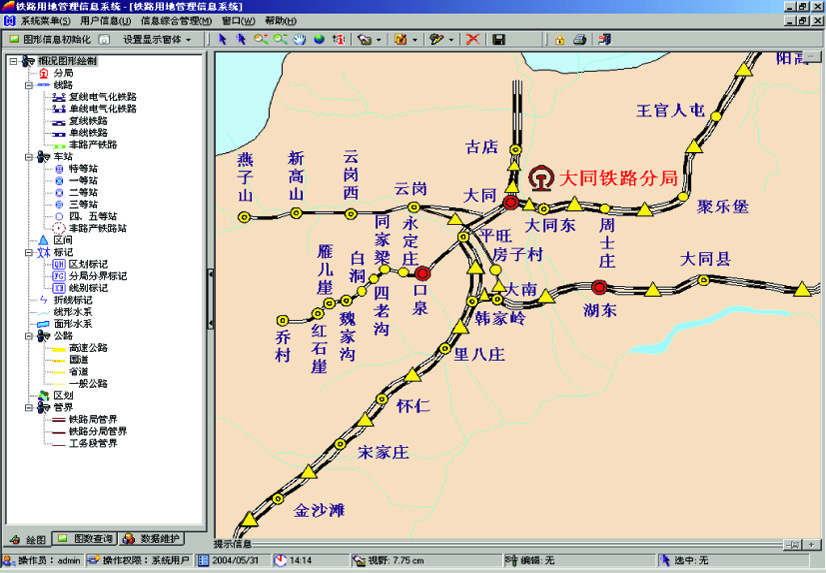 铁路用地管理信息系统 - [铁路用地管理信息系统]
系统菜单(S) 用户信息(U) 信息综合管理(M) 窗口(W) 帮助(H)
图形信息初始化 设置显示窗体
概况图形绘制
分局
线路
复线电气化铁路
单线电气化铁路
复线铁路
单线铁路
非路产铁路
车站
特等站
一等站
二等站
三等站
四、五等站
非路产铁路站
区间
标记
区划标记
分局分界标记
线别标记
折线标记
线形水系
面形水系
公路
高速公路
国道
省道
一般公路
区划
管界
铁路局管界
铁路分局管界
工务段管界
绘图 图数查询 数据维护
阳高
王官人屯
古店
大同铁路分局
燕子山
新高山
云岗西
云岗
大同
聚乐堡
大同东
周士庄
同家梁
永定庄
平旺
房子村
雁儿崖
白洞
大同县
口泉
四老沟
大南
湖东
韩家岭
乔村
红石崖
魏家沟
里八庄
怀仁
宋家庄
金沙滩
提示信息
操作员：admin 操作权限：系统用户 2004/05/31 14:14 视野: 7.75 cm 编辑: 无 选中: 无